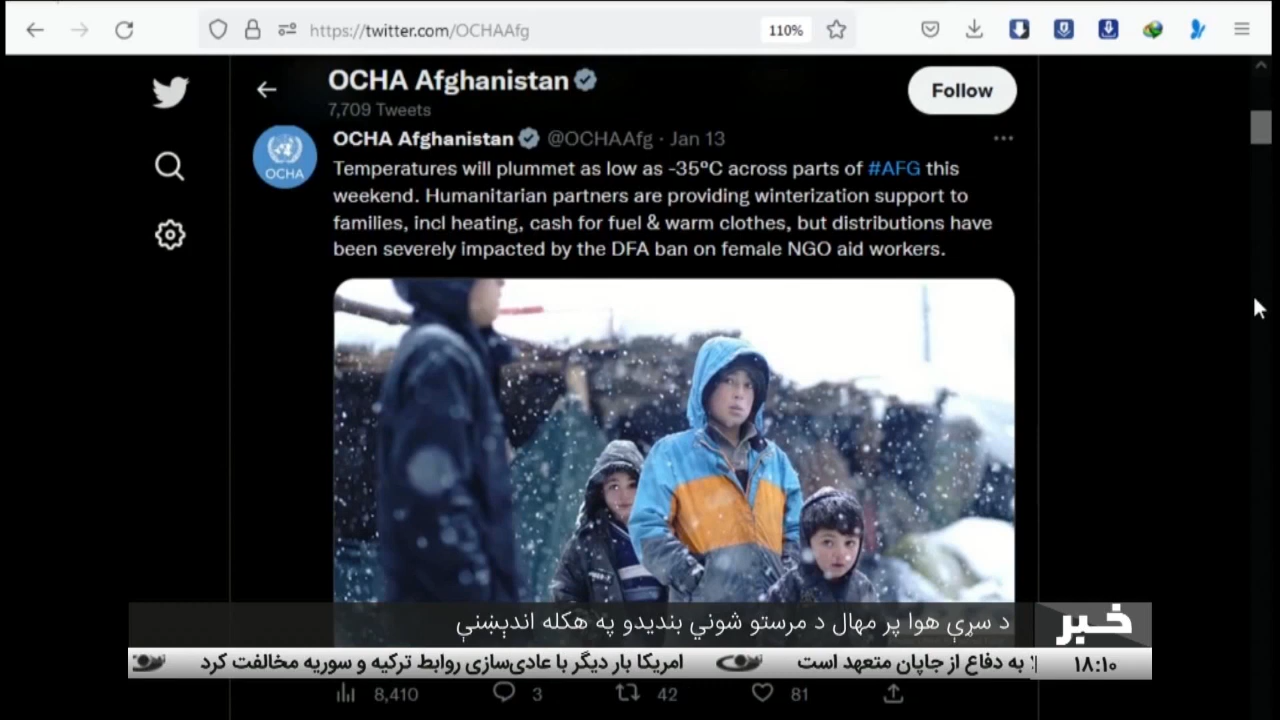 https://twitter.com/OCHAAfg
110%
OCHA Afghanistan
7,709 Tweets
Follow
OCHA
OCHA Afghanistan @OCHAAfg · Jan 13
Temperatures will plummet as low as -35ºC across parts of #AFG this
weekend. Humanitarian partners are providing winterization support to
families, incl heating, cash for fuel & warm clothes, but distributions have
been severely impacted by the DFA ban on female NGO aid workers.
د سړې هوا پر مهال د مرستو شوني بندیدو په هکله اندېښنې
خبر
به دفاع از جاپان متعهد است
امریکا بار دیگر با عادی‌سازی روابط ترکیه و سوریه مخالفت کرد
۱۸:۱۰
8,410 3 42 81